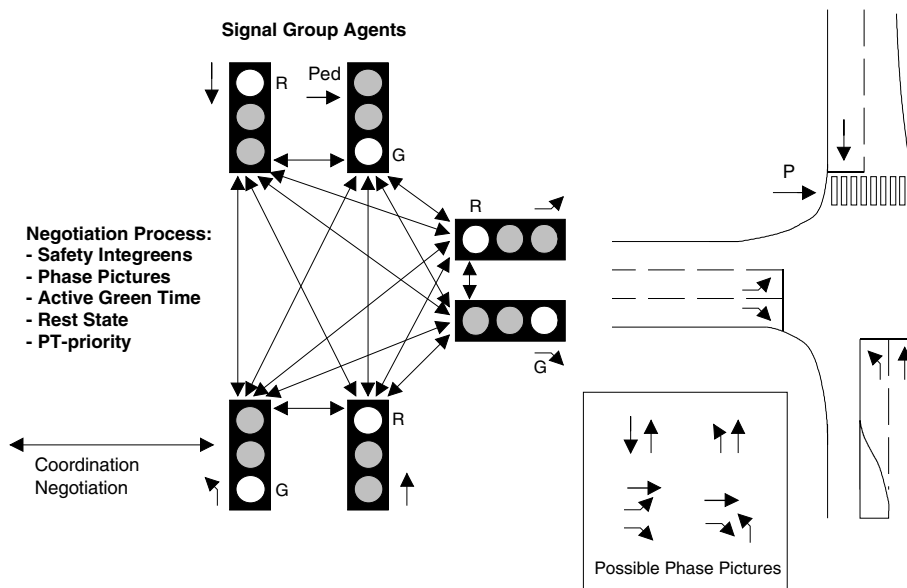 Signal Group Agents
R
Ped
G
P
R
Negotiation Process:
- Safety Integreens
- Phase Pictures
- Active Green Time
- Rest State
- PT-priority
G
R
Coordination
Negotiation
G
Possible Phase Pictures